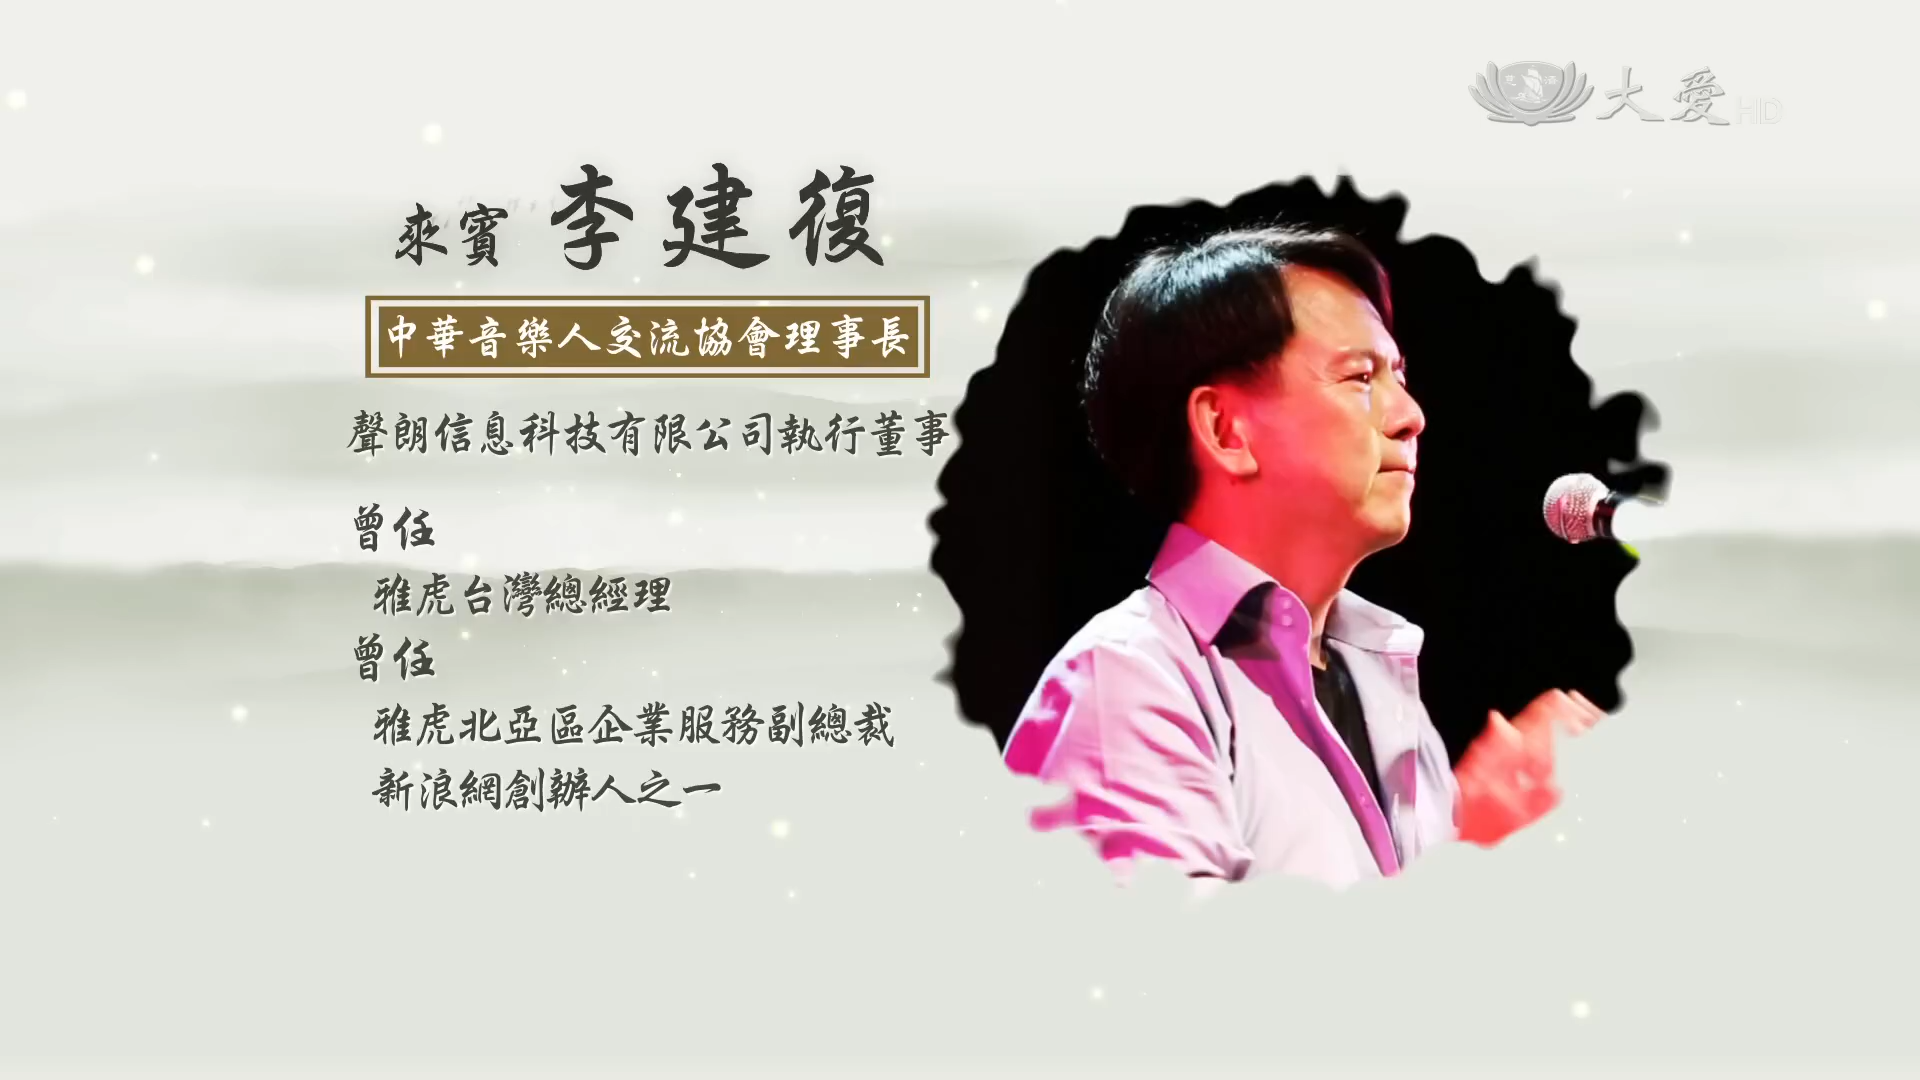 大愛HD
來賓 李建復
中華音樂人交流協會理事長
聲朗信息科技有限公司執行董事
曾任
雅虎台灣總經理
曾任
雅虎北亞區企業服務副總裁
新浪網創辦人之一